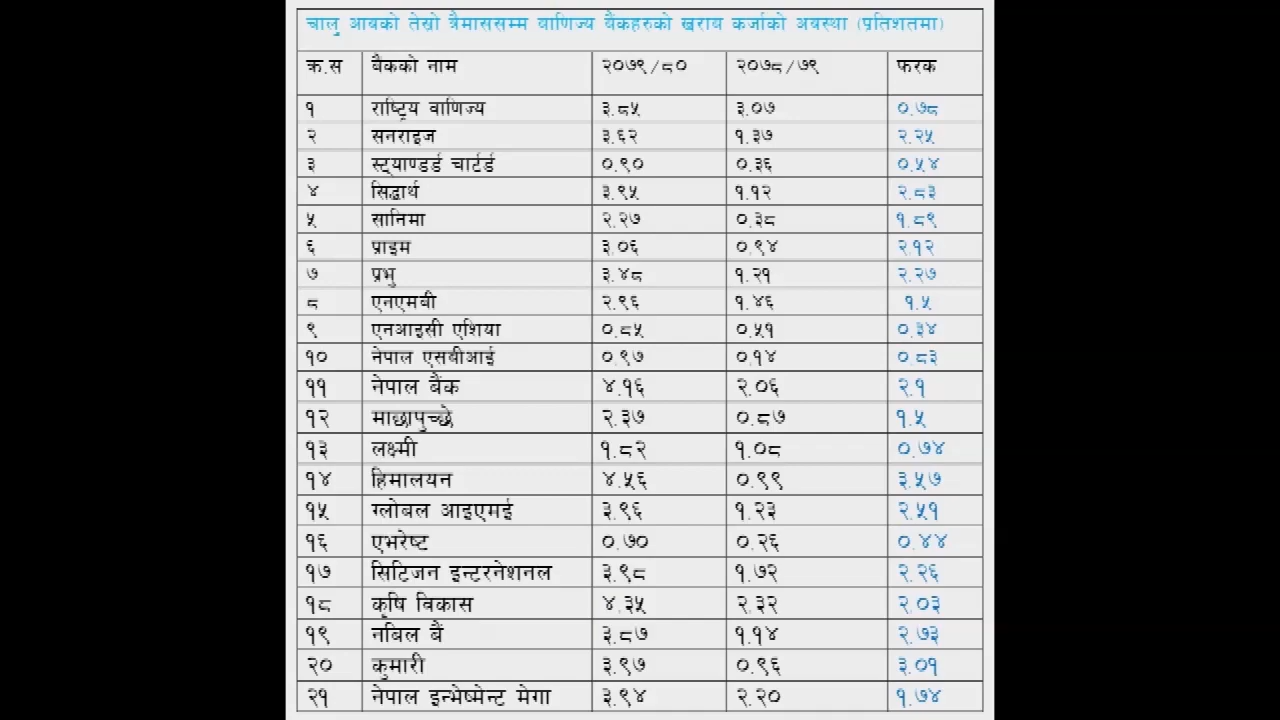 चालु आबको तेस्रो त्रैमाससम्म वाणिज्य बैंकहरुको खराब कर्जाको अवस्था (प्रतिशतमा)
क्र.स बैंकको नाम २०७९/८० २०७८/७९ फरक
१ राष्ट्रिय वाणिज्य ३.८५ ३.०७ ०.७८
२ सनराइज ३.६२ १.३७ २.२५
३ स्ट्याण्डर्ड चार्टर्ड ०.९० ०.३६ ०.५४
४ सिद्धार्थ ३.९५ १.१२ २.८३
५ सानिमा २.२७ ०.३८ १.८९
६ प्राइम ३.०६ ०.९४ २.१२
७ प्रभु ३.४८ १.२१ २.२७
८ एनएमबी २.९६ १.४६ १.५
९ एनआइसी एशिया ०.८५ ०.५१ ०.३४
१० नेपाल एसबीआई ०.९७ ०.१४ ०.८३
११ नेपाल बैंक ४.१६ २.०६ २.१
१२ माछापुच्छ्रे २.३७ ०.८७ १.५
१३ लक्ष्मी १.८२ १.०८ ०.७४
१४ हिमालयन ४.५६ ०.९९ ३.५७
१५ ग्लोबल आइएमई ३.९६ १.२३ २.५१
१६ एभरेष्ट ०.७० ०.२६ ०.४४
१७ सिटिजन इन्टरनेशनल ३.९८ १.७२ २.२६
१८ कृषि विकास ४.३५ २.३२ २.०३
१९ नबिल बैं ३.८७ १.१४ २.७३
२० कुमारी ३.९७ ०.९६ ३.०१
२१ नेपाल इन्भेष्मेन्ट मेगा ३.९४ २.२० १.७४